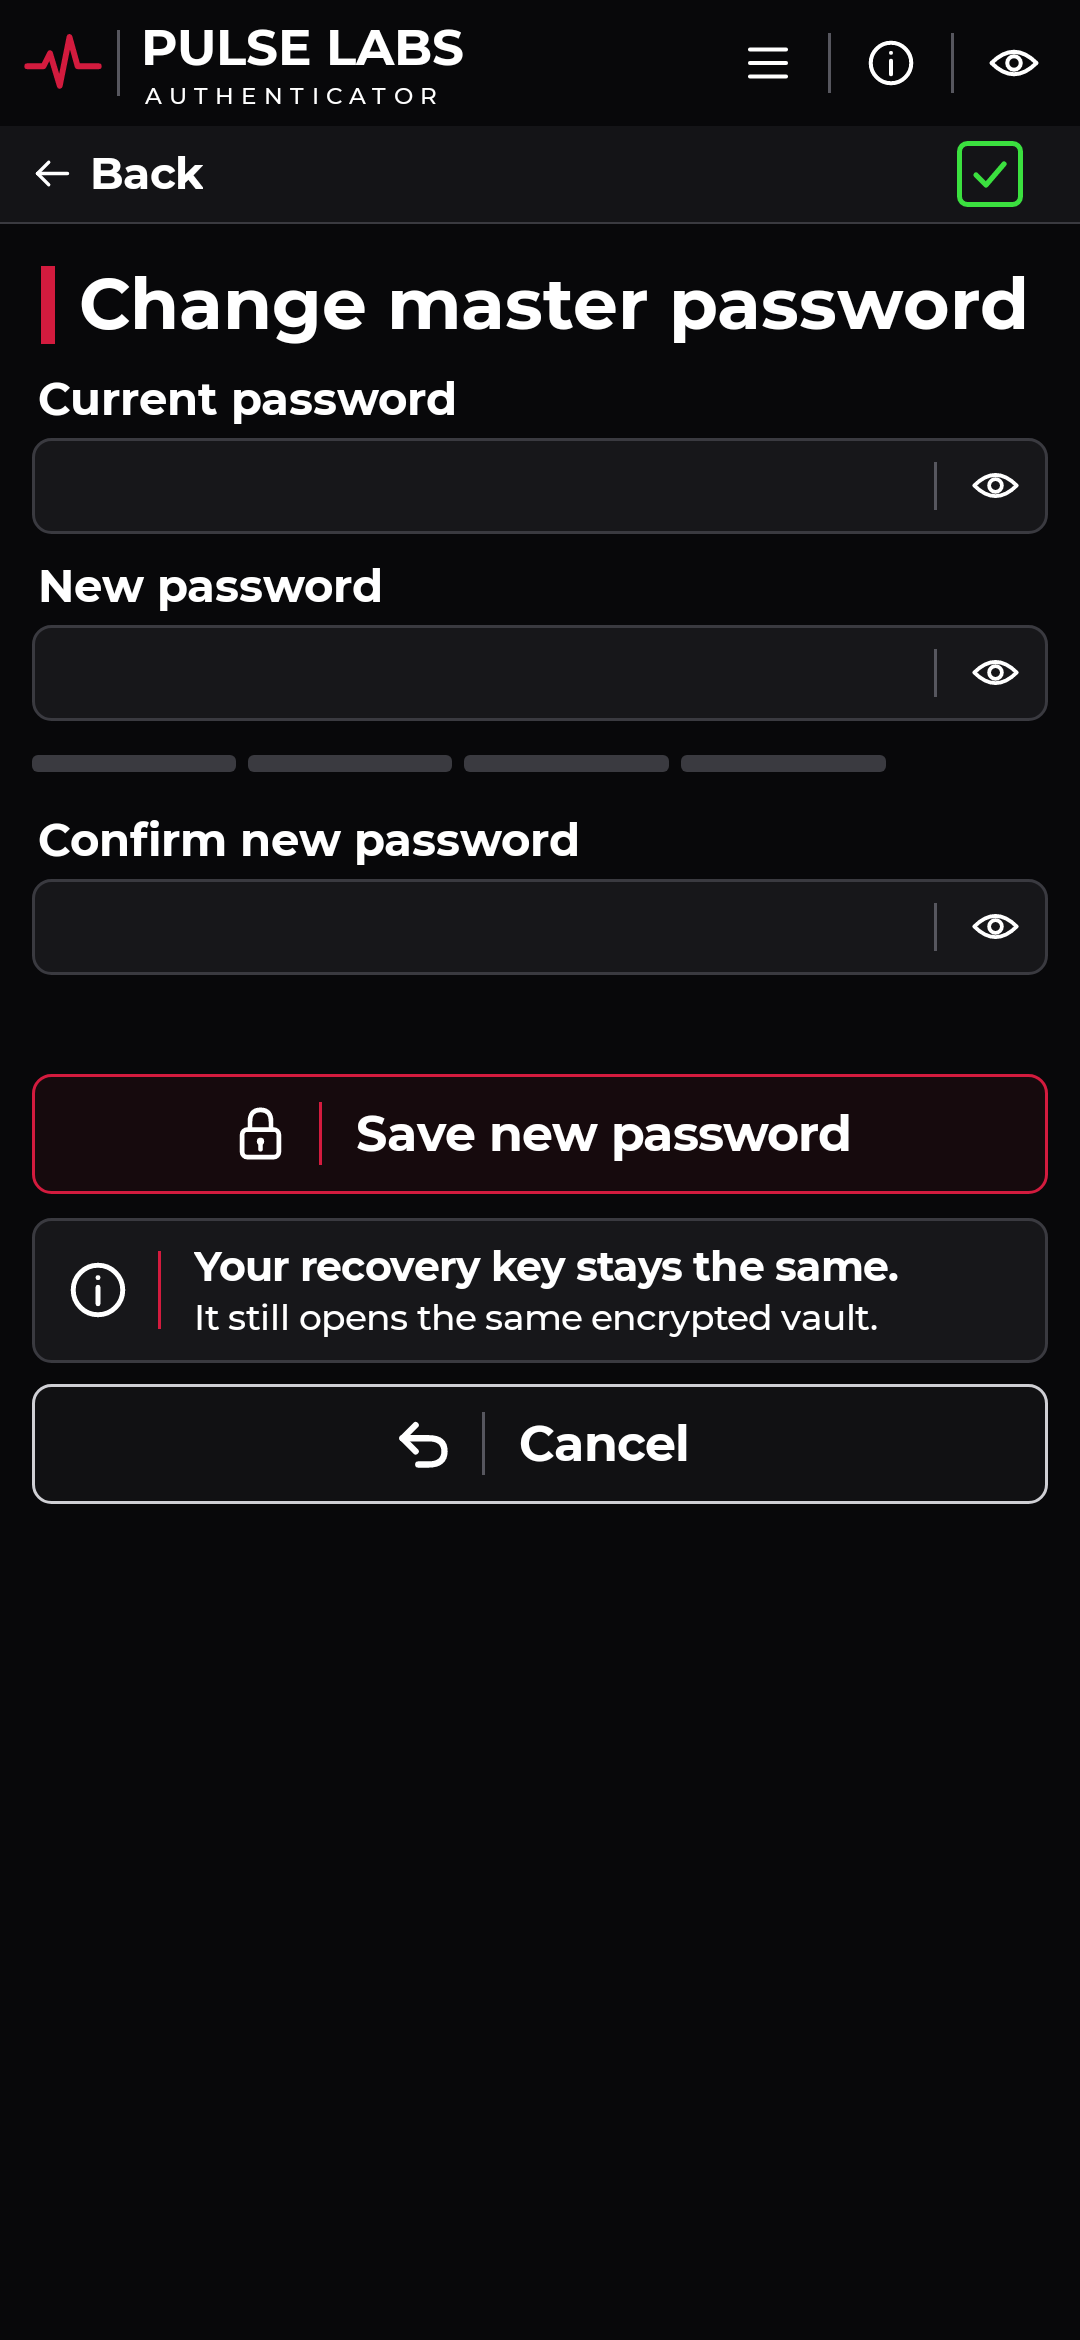 PULSE LABS
AUTHENTICATOR
Back
Change master password
Current password
New password
Confirm new password
Save new password
Your recovery key stays the same.
It still opens the same encrypted vault.
Cancel